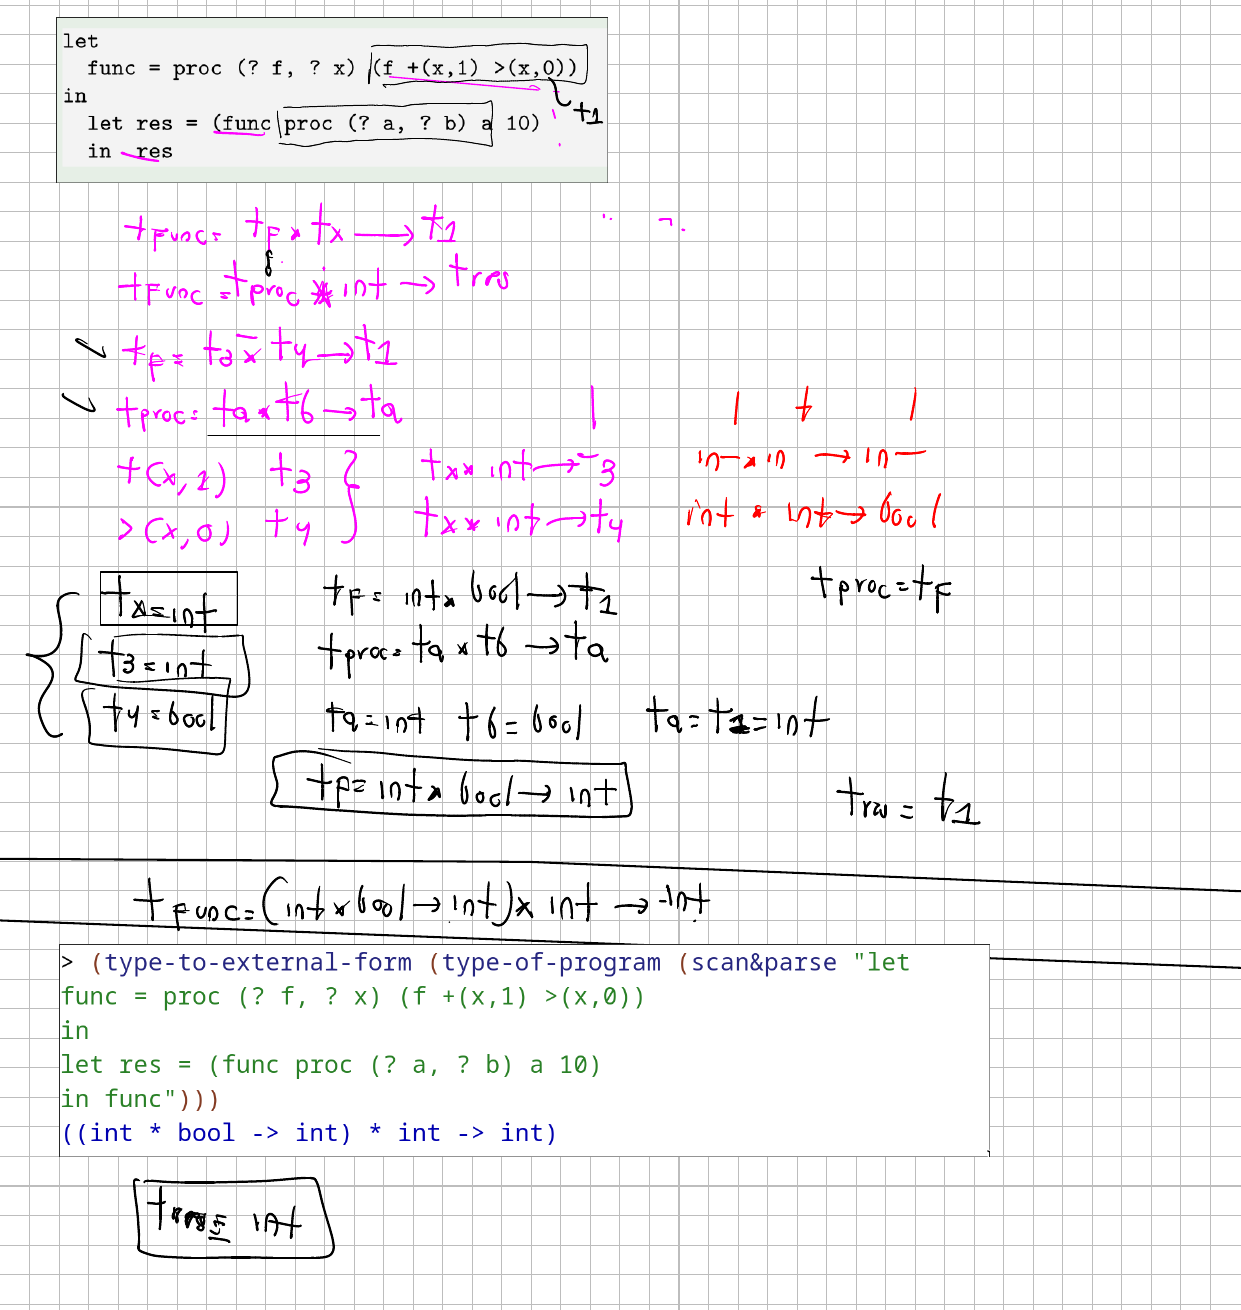 let
func = proc (? f, ? x) (f +(x,1) >(x,0))
in
t1
let res = (func proc (? a, ? b) a 10)
in res
tFunc= tF * tx → t1
tFunc = tproc * int → tres
tF= t3 x t4 → t1
tproc= ta * tb → ta
+(x,1) t3 tx * int → t3 int * int → int
>(x,0) t4 tx * int → t4 int * int → bool
tx=int tF= int * bool → t1 tproc=tF
t3=int tproc= ta * tb → ta
t4=bool ta=int tb=bool ta=t1=int
tF= int * bool → int
tres = t1
tFunc=(int * bool → int) x int → int
> (type-to-external-form (type-of-program (scan&parse "let
func = proc (? f, ? x) (f +(x,1) >(x,0))
in
let res = (func proc (? a, ? b) a 10)
in func")))
((int * bool -> int) * int -> int)
tres= int